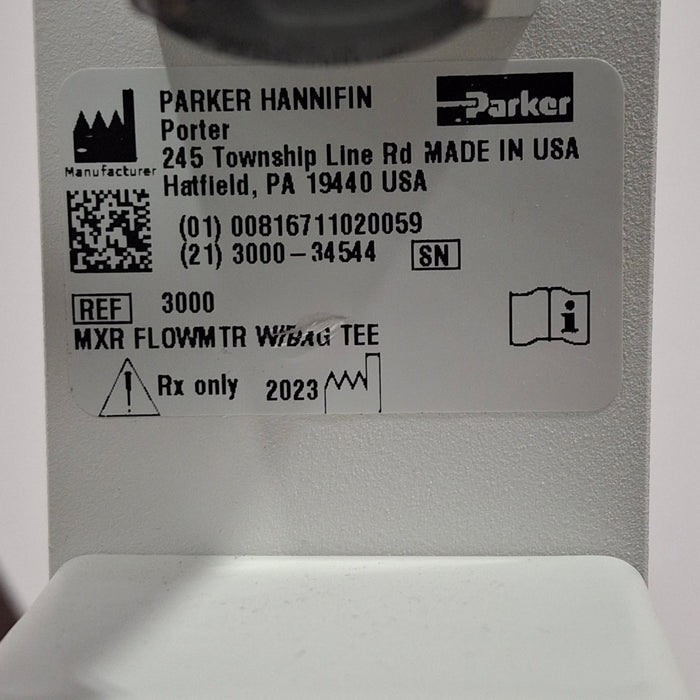 PARKER HANNIFIN
Parker
Porter
245 Township Line Rd MADE IN USA
Hatfield, PA 19440 USA
Manufacturer
(01) 00816711020059
(21) 3000-34544 SN
REF 3000
MXR FLOWMTR W/BAG TEE
Rx only 2023